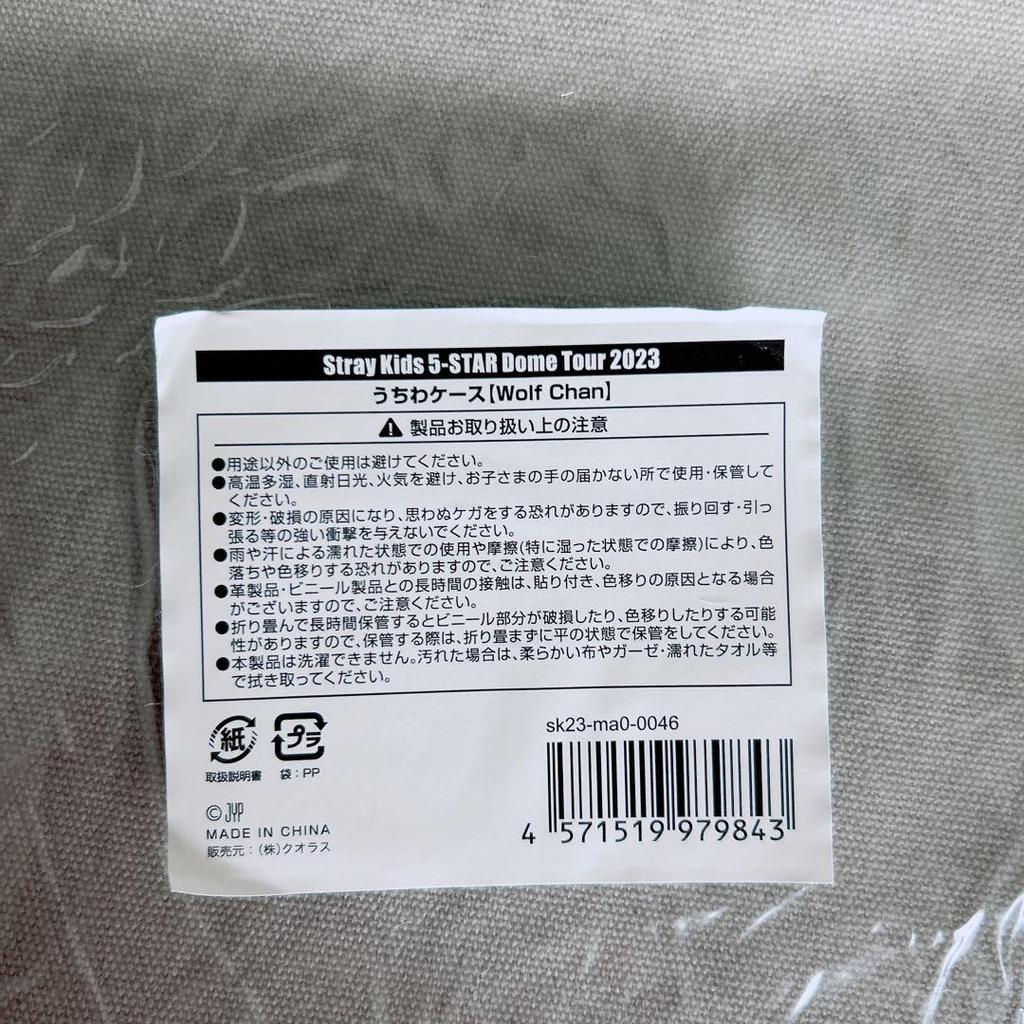 Stray Kids 5-STAR Dome Tour 2023
うちわケース【Wolf Chan】
⚠ 製品お取り扱い上の注意
●用途以外のご使用は避けてください。
●高温多湿、直射日光、火気を避け、お子さまの手の届かない所で使用・保管して
ください。
●変形・破損の原因になり、思わぬケガをする恐れがありますので、振り回す・引っ
張る等の強い衝撃を与えないでください。
●雨や汗による濡れた状態での使用や摩擦(特に湿った状態での摩擦)により、色
落ちや色移りする恐れがありますので、ご注意ください。
●革製品・ビニール製品との長時間の接触は、貼り付き、色移りの原因となる場合
がございますので、ご注意ください。
●折り畳んで長時間保管するとビニール部分が破損したり、色移りしたりする可能
性がありますので、保管する際は、折り畳まずに平の状態で保管をしてください。
●本製品は洗濯できません。汚れた場合は、柔らかい布やガーゼ・濡れたタオル等
で拭き取ってください。
紙 プラ
取扱説明書 袋：PP
sk23-ma0-0046
4 571519 979843
© JYP
MADE IN CHINA
販売元：(株)クオラス